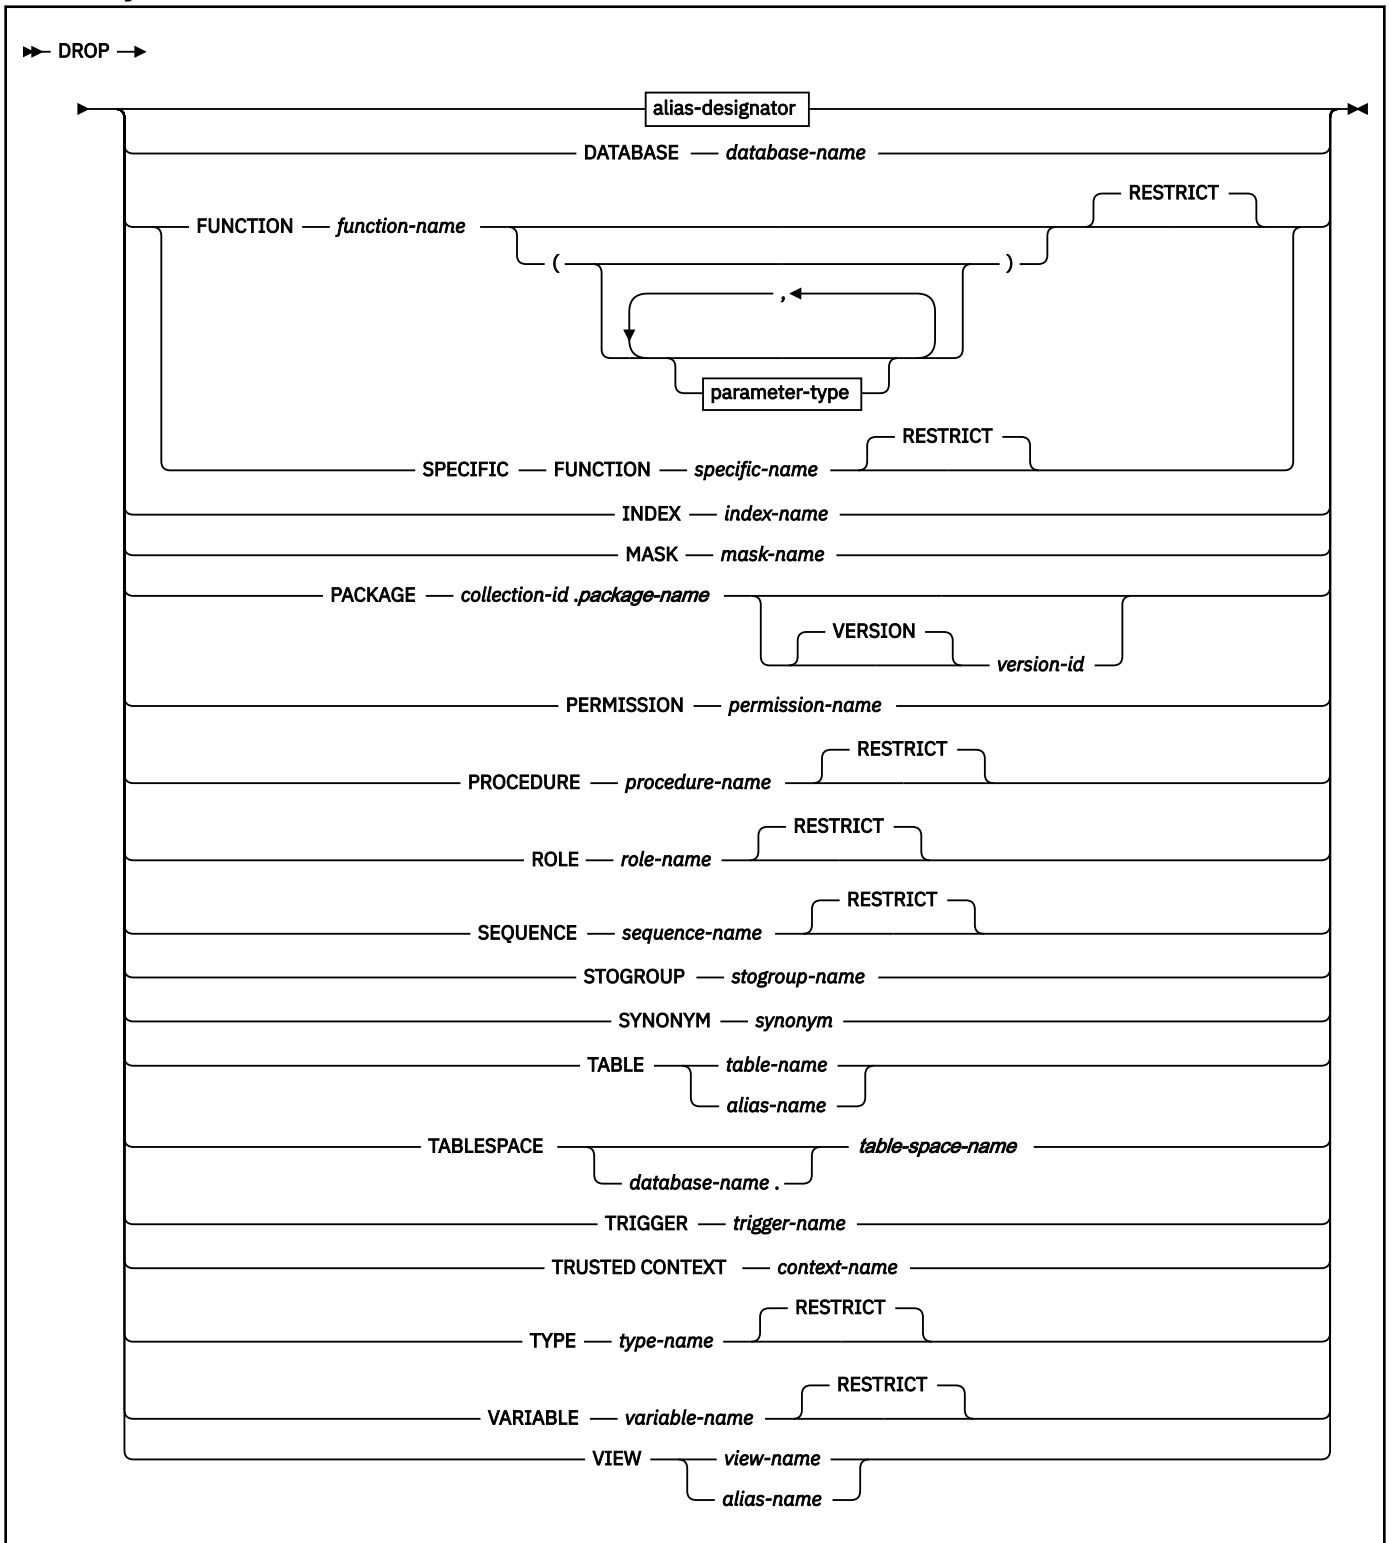 DROP
alias-designator
DATABASE database-name
RESTRICT
FUNCTION function-name
( )
,
parameter-type
RESTRICT
SPECIFIC FUNCTION specific-name
INDEX index-name
MASK mask-name
PACKAGE collection-id .package-name
VERSION
version-id
PERMISSION permission-name
RESTRICT
PROCEDURE procedure-name
RESTRICT
ROLE role-name
RESTRICT
SEQUENCE sequence-name
STOGROUP stogroup-name
SYNONYM synonym
TABLE table-name
alias-name
TABLESPACE table-space-name
database-name .
TRIGGER trigger-name
TRUSTED CONTEXT context-name
RESTRICT
TYPE type-name
RESTRICT
VARIABLE variable-name
VIEW view-name
alias-name